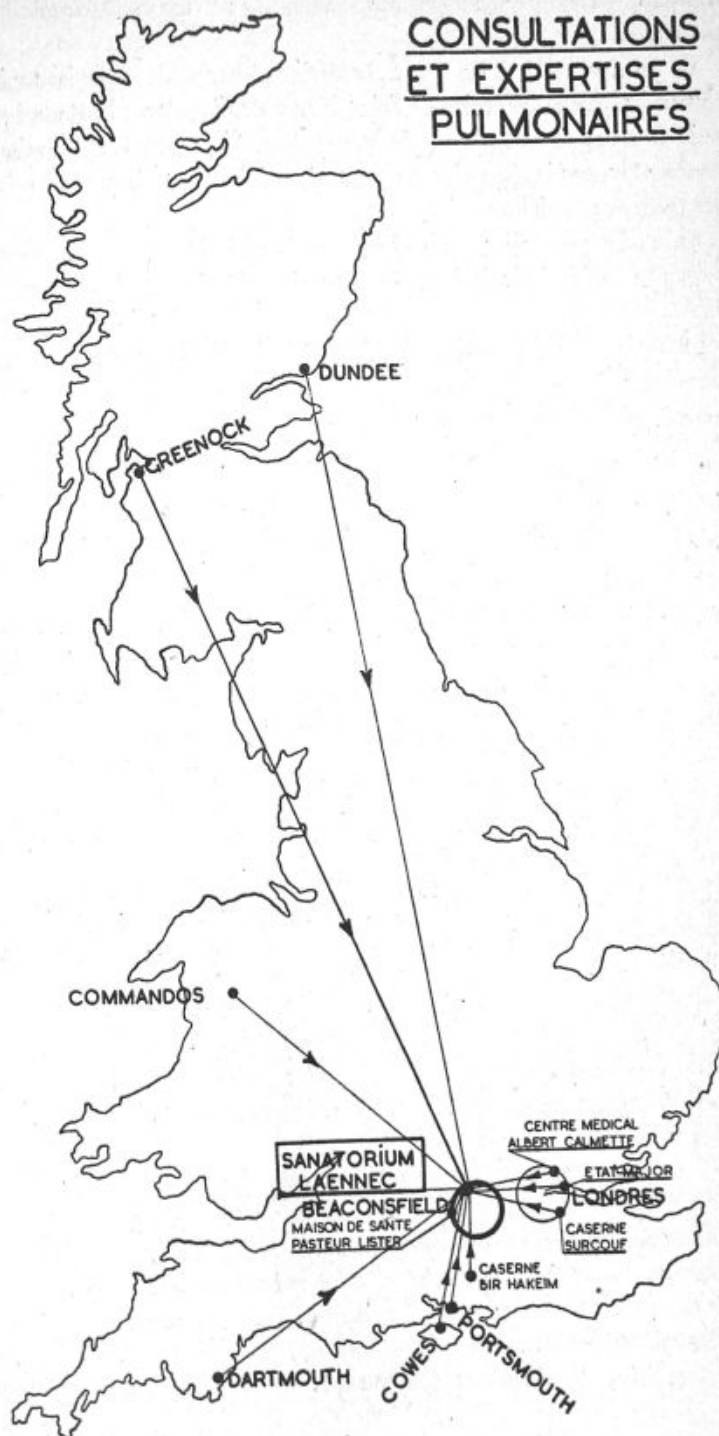 CONSULTATIONS
ET EXPERTISES
PULMONAIRES
DUNDEE
GREENOCK
COMMANDOS
CENTRE MEDICAL
ALBERT CALMETTE
SANATORIUM
LAENNEC
ETAT-MAJOR
BEACONSFIELD
LONDRES
MAISON DE SANTE
PASTEUR LISTER
CASERNE
SURCOUF
CASERNE
BIR HAKEIM
PORTSMOUTH
COWES
DARTMOUTH